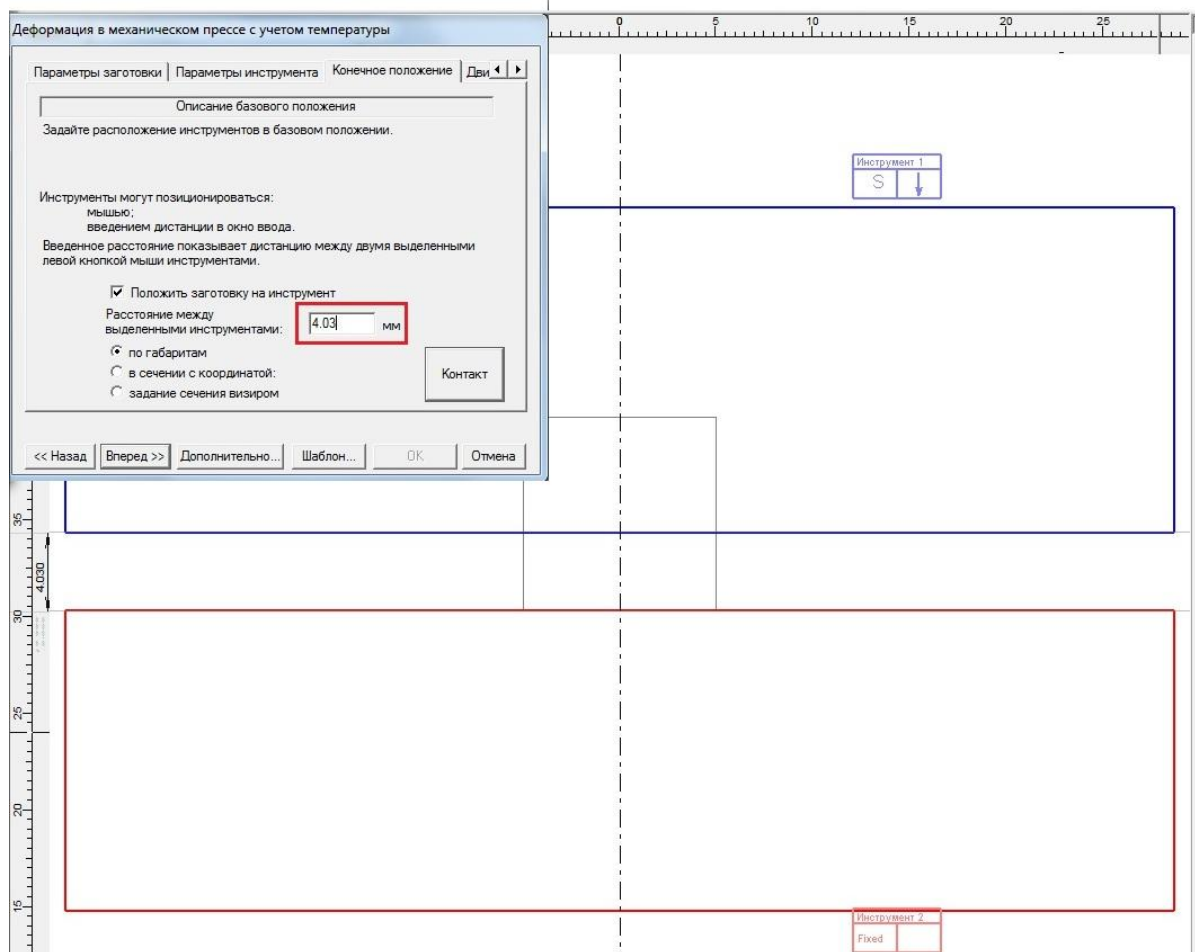 Деформация в механическом прессе с учетом температуры
0 5 10 15 20 25
Параметры заготовки Параметры инструмента Конечное положение Дви
Описание базового положения
Задайте расположение инструментов в базовом положении.
Инструменты могут позиционироваться:
мышью;
введением дистанции в окно ввода.
Введенное расстояние показывает дистанцию между двумя выделенными
левой кнопкой мыши инструментами.
Положить заготовку на инструмент
Расстояние между
выделенными инструментами: 4.03 мм
по габаритам
в сечении с координатой:
задание сечения визиром
Контакт
<< Назад Вперед >> Дополнительно... Шаблон... OK Отмена
Инструмент 1
S
35
4.030
30
25
20
15
Инструмент 2
Fixed